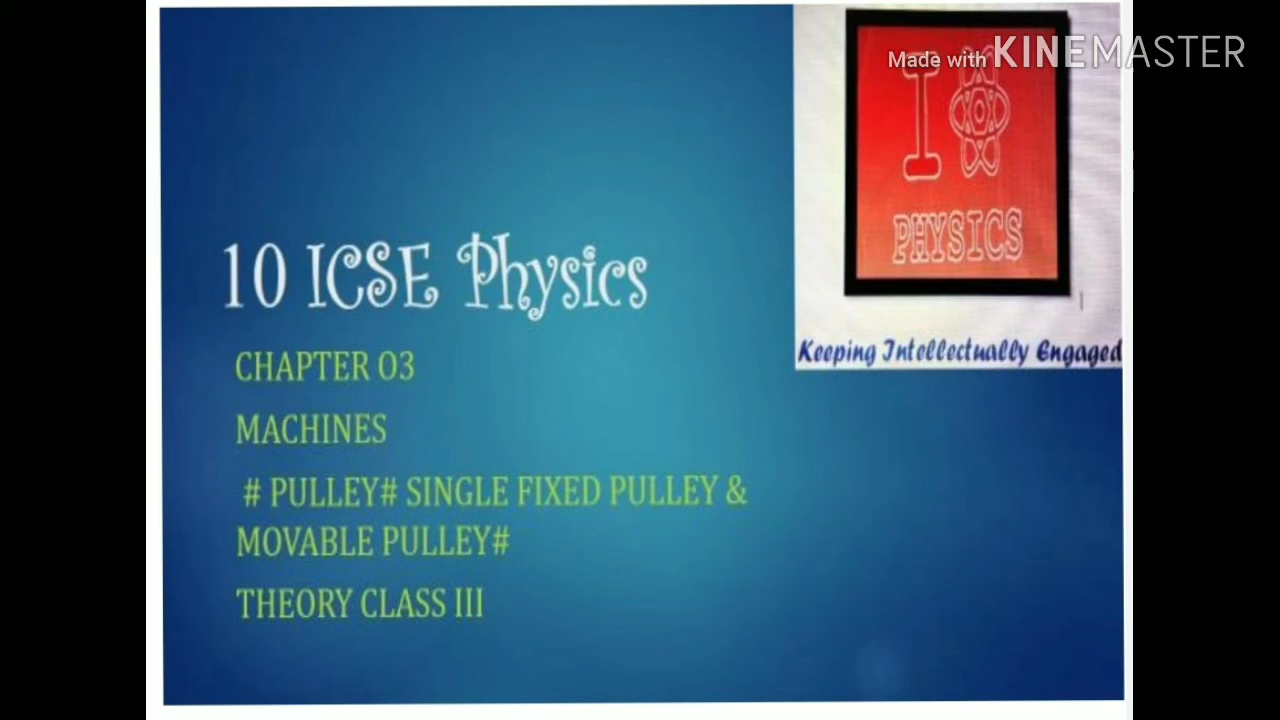 Made with KINEMASTER
I
PHYSICS
Keeping Intellectually Engaged
10 ICSE Physics
CHAPTER 03
MACHINES
# PULLEY# SINGLE FIXED PULLEY &
MOVABLE PULLEY#
THEORY CLASS III